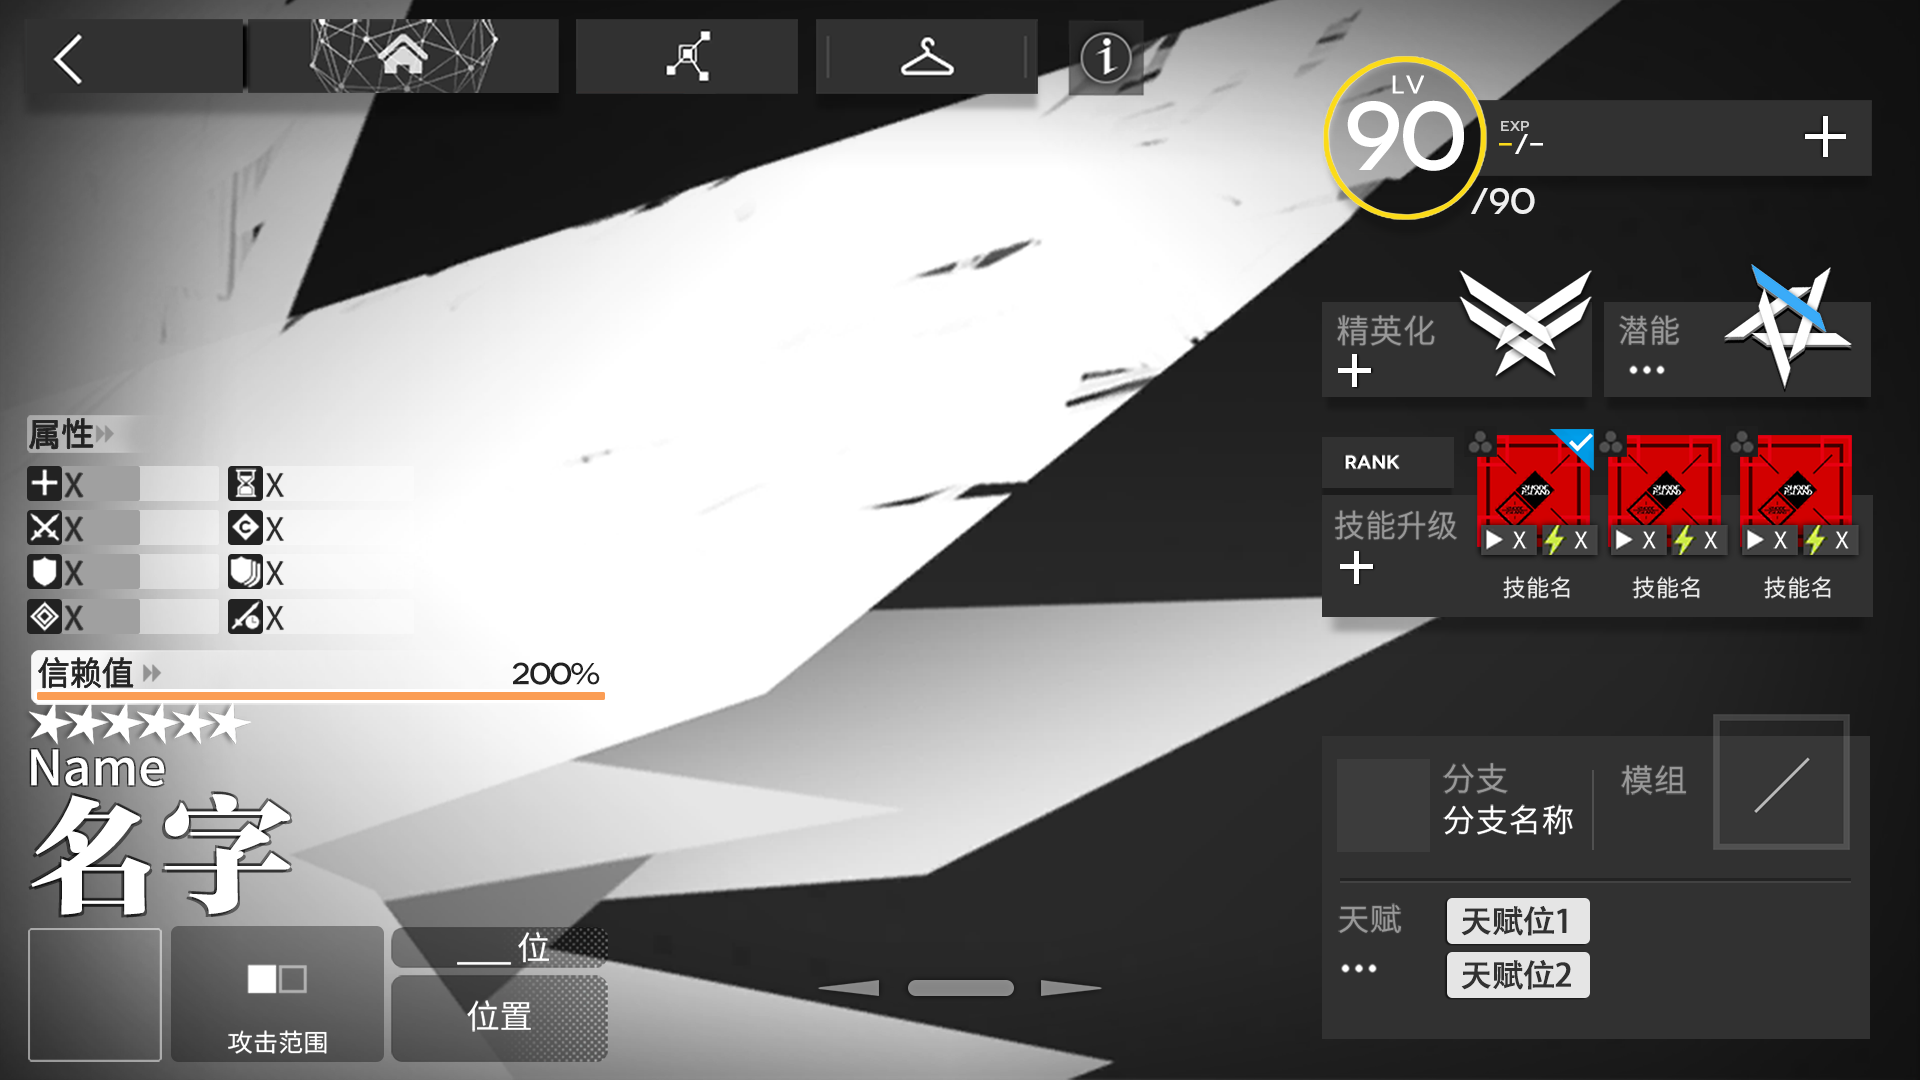 LV
90
EXP
-/-
/90
精英化
潜能
RANK
技能升级
X X
X X
X X
技能名
技能名
技能名
属性
X X
X X
X X
X X
信赖值
200%
Name
名字
攻击范围
___位
位置
分支
分支名称
模组
天赋
天赋位1
天赋位2